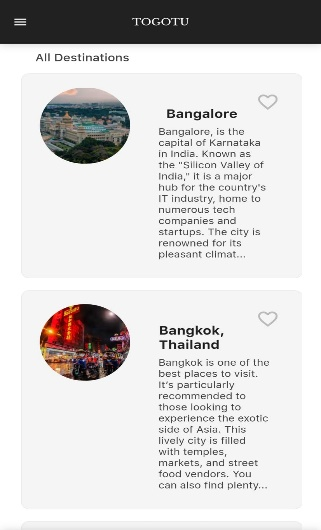 TOGOTU
All Destinations
Bangalore
Bangalore, is the
capital of Karnataka
in India. Known as
the "Silicon Valley of
India," it is a major
hub for the country's
IT industry, home to
numerous tech
companies and
startups. The city is
renowned for its
pleasant climat...
Bangkok,
Thailand
Bangkok is one of the
best places to visit.
It's particularly
recommended to
those looking to
experience the exotic
side of Asia. This
lively city is filled
with temples,
markets, and street
food vendors. You
can also find plenty...